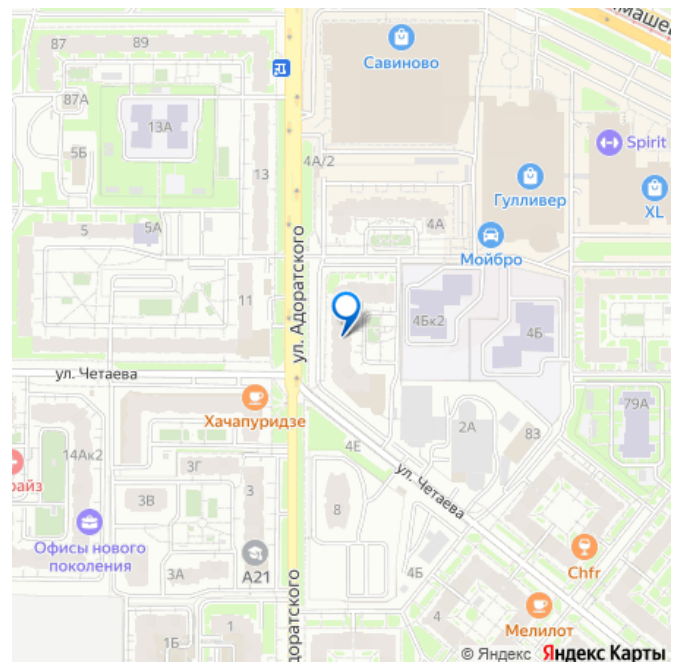 87
89
Савиново
машев
87А
13А
5Б
Spirit
4А/2
13
Гулливер
XL
5
5А
4А
Мойбро
ул. Адоратского
11
4Бк2
4Б
ул. Четаева
Хачапуридзе
79А
2А
83
14Ак2
райз
3Г
4Е
ул. Четаева
3В
3
8
Офисы нового
поколения
3А
А21
Chfr
4Б
Мелилот
4
1
1Б
доратского
© Яндекс Яндекс Карты